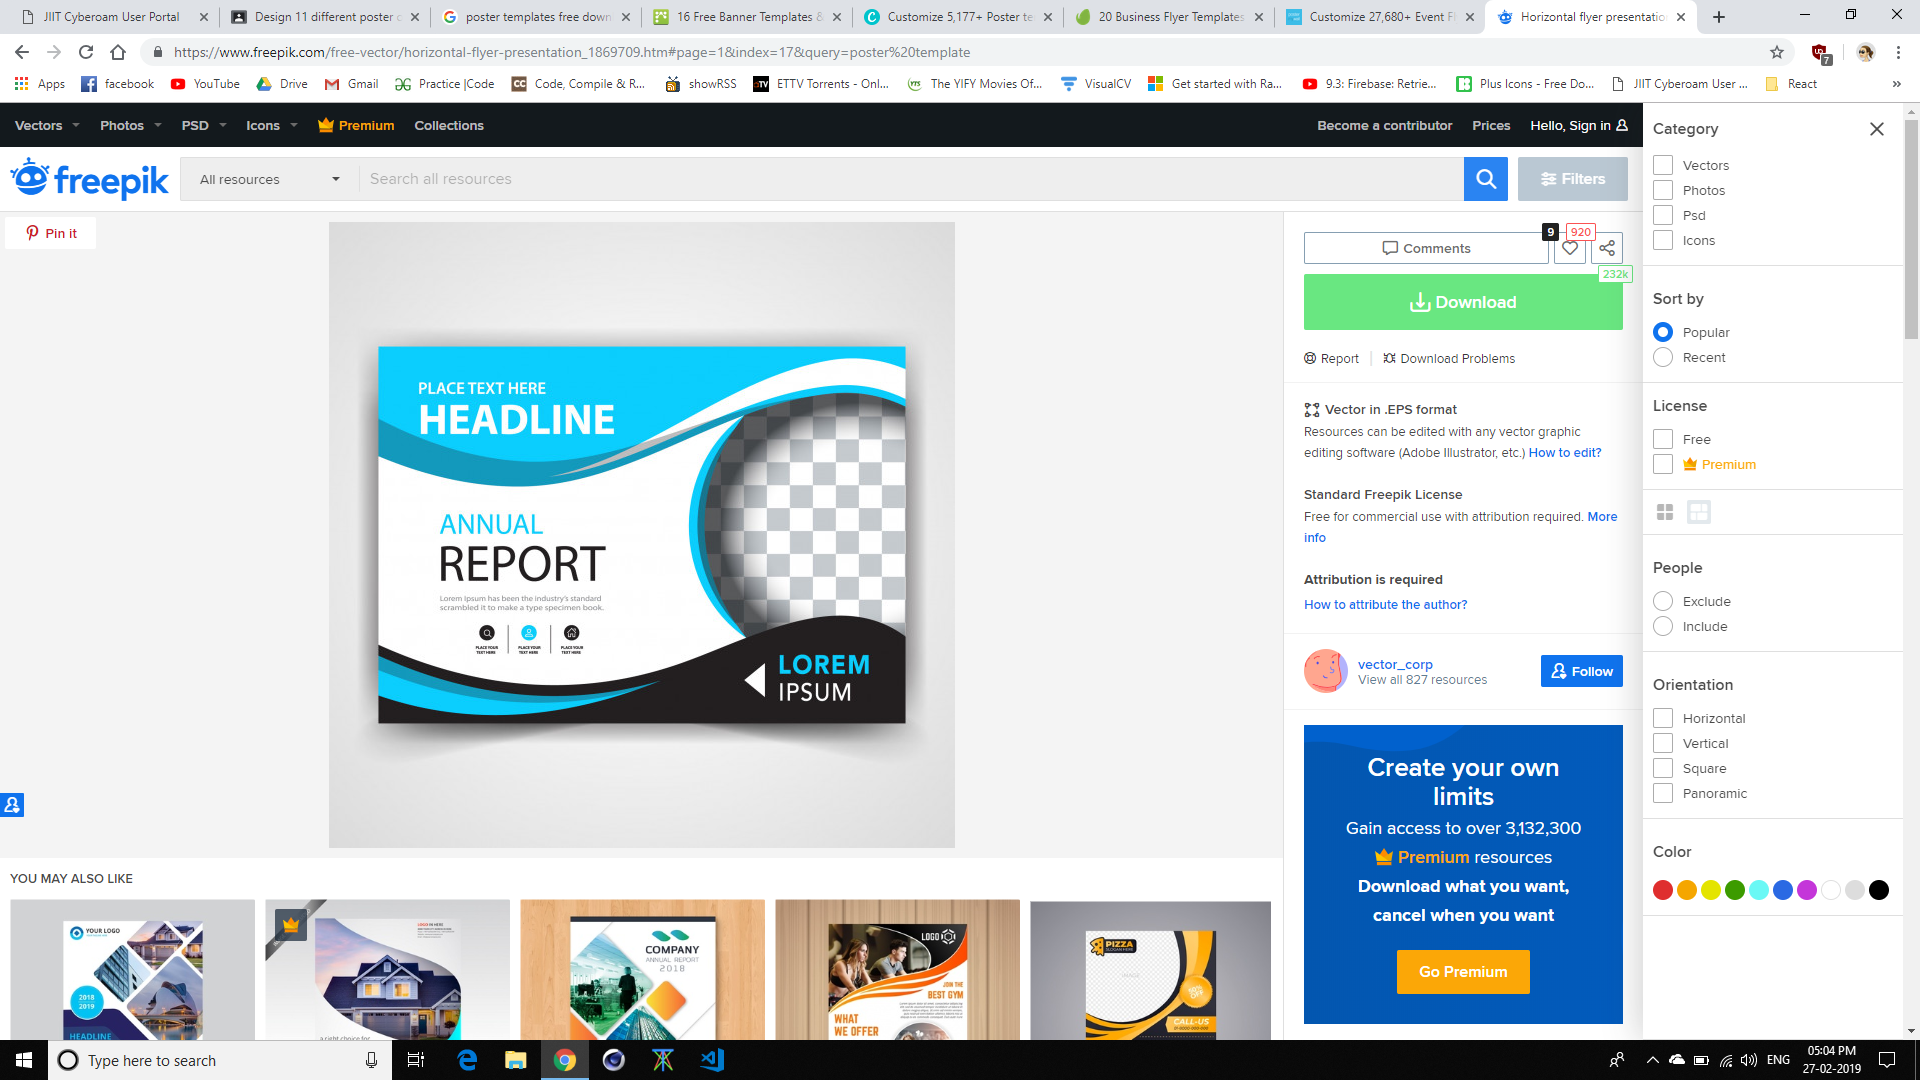 JIIT Cyberoam User Portal
Design 11 different poster
poster templates free down
16 Free Banner Templates &
Customize 5,177+ Poster te
20 Business Flyer Templates
Customize 27,680+ Event Fl
Horizontal flyer presentatio
https://www.freepik.com/free-vector/horizontal-flyer-presentation_1869709.htm#page=1&index=17&query=poster%20template
7
Apps
facebook
YouTube
Drive
Gmail
Practice |Code
Code, Compile & R...
showRSS
ETTV Torrents - Onl...
The YIFY Movies Of...
VisualCV
Get started with Ra...
9.3: Firebase: Retrie...
Plus Icons - Free Do...
JIIT Cyberoam User ...
React
»
Vectors
Photos
PSD
Icons
Premium
Collections
Become a contributor
Prices
Hello, Sign in
freepik
All resources
Search all resources
Filters
Pin it
PLACE TEXT HERE
HEADLINE
ANNUAL
REPORT
Lorem Ipsum has been the industry's standard
scrambled it to make a type specimen book.
PLACE YOUR TEXT HERE
PLACE YOUR TEXT HERE
PLACE YOUR TEXT HERE
LOREM
IPSUM
Comments
9
920
232k
Download
Report
Download Problems
Vector in .EPS format
Resources can be edited with any vector graphic
editing software (Adobe Illustrator, etc.) How to edit?
Standard Freepik License
Free for commercial use with attribution required. More
info
Attribution is required
How to attribute the author?
vector_corp
View all 827 resources
Follow
Create your own
limits
Gain access to over 3,132,300
Premium resources
Download what you want,
cancel when you want
Go Premium
Category
Vectors
Photos
Psd
Icons
Sort by
Popular
Recent
License
Free
Premium
People
Exclude
Include
Orientation
Horizontal
Vertical
Square
Panoramic
Color
YOU MAY ALSO LIKE
YOUR LOGO
2018
2019
HEADLINE
a right choice for
COMPANY
ANNUAL REPORT
2018
LOGO
JOIN THE
BEST GYM
WHAT
WE OFFER
PIZZA
CALL-US
Type here to search
ENG
05:04 PM
27-02-2019